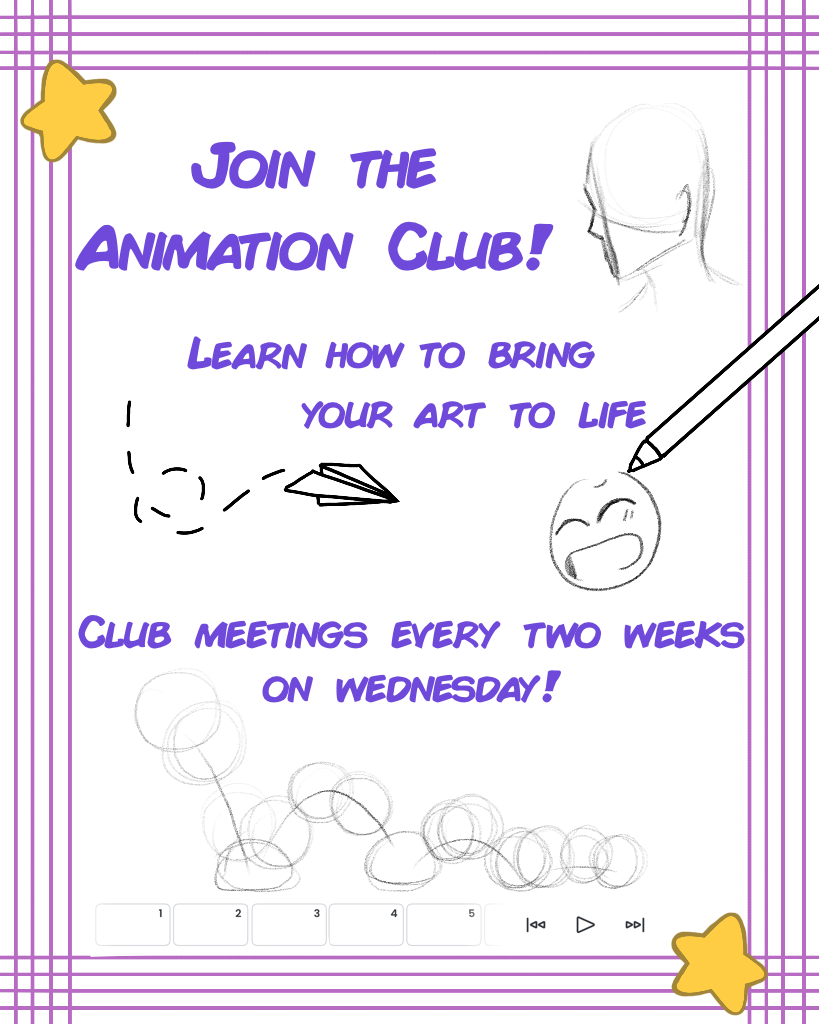 Join the
Animation Club!
Learn how to bring
your art to life
Club meetings every two weeks
on Wednesday!
1 2 3 4 5